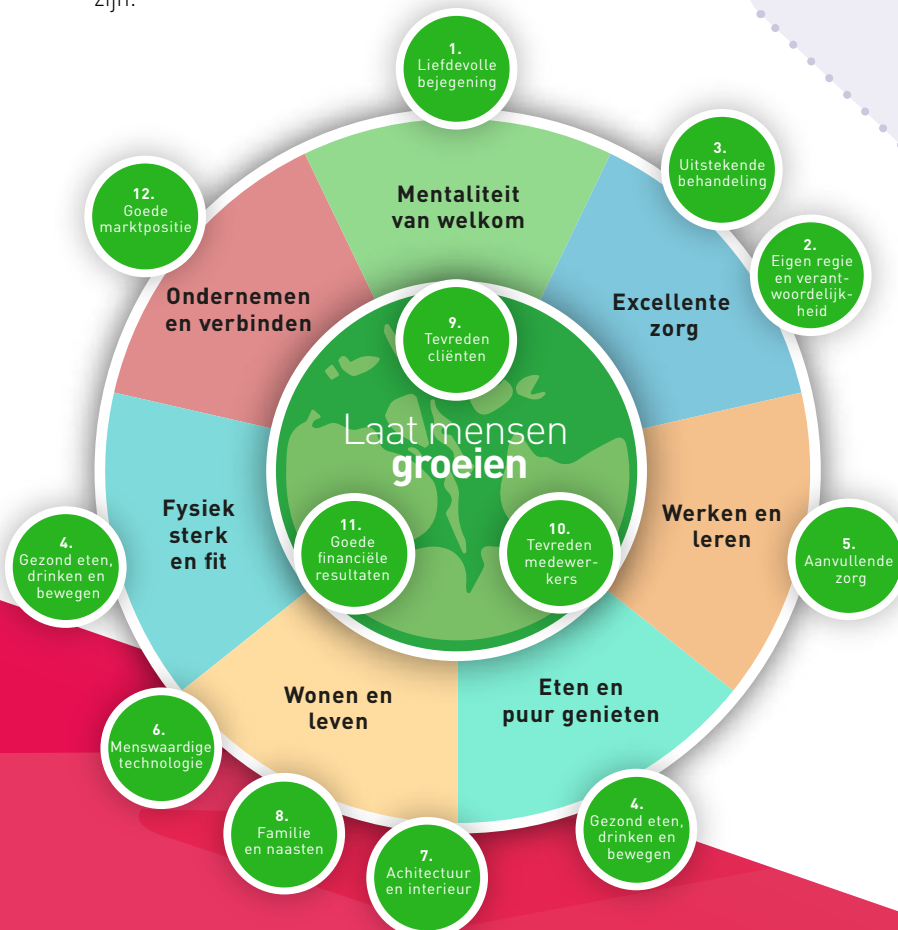 zijn.
1.
Liefdevolle
bejegening
3.
Uitstekende
behandeling
2.
Eigen regie
en verant-
woordelijk-
heid
12.
Goede
marktpositie
Mentaliteit
van welkom
Ondernemen
en verbinden
Excellente
zorg
9.
Tevreden
cliënten
Laat mensen
groeien
Fysiek
sterk
en fit
Werken en
leren
11.
Goede
financiële
resultaten
10.
Tevreden
medewer-
kers
4.
Gezond eten,
drinken en
bewegen
5.
Aanvullende
zorg
Wonen en
leven
Eten en
puur genieten
6.
Menswaardige
technologie
8.
Familie
en naasten
7.
Achitectuur
en interieur
4.
Gezond eten,
drinken en
bewegen